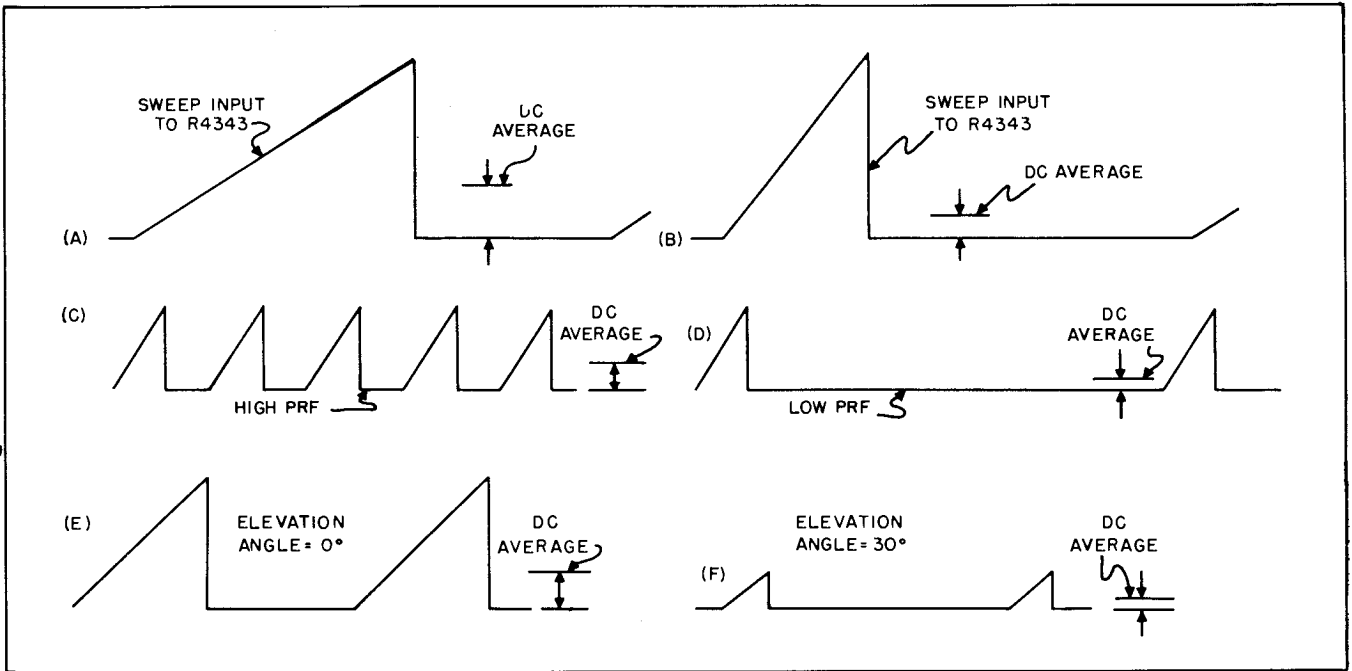 SWEEP INPUT
TO R4343
DC
AVERAGE
SWEEP INPUT
TO R4343
DC AVERAGE
(A)
(B)
(C)
DC
AVERAGE
HIGH PRF
(D)
DC
AVERAGE
LOW PRF
(E)
ELEVATION
ANGLE= 0°
DC
AVERAGE
ELEVATION
ANGLE= 30°
(F)
DC
AVERAGE